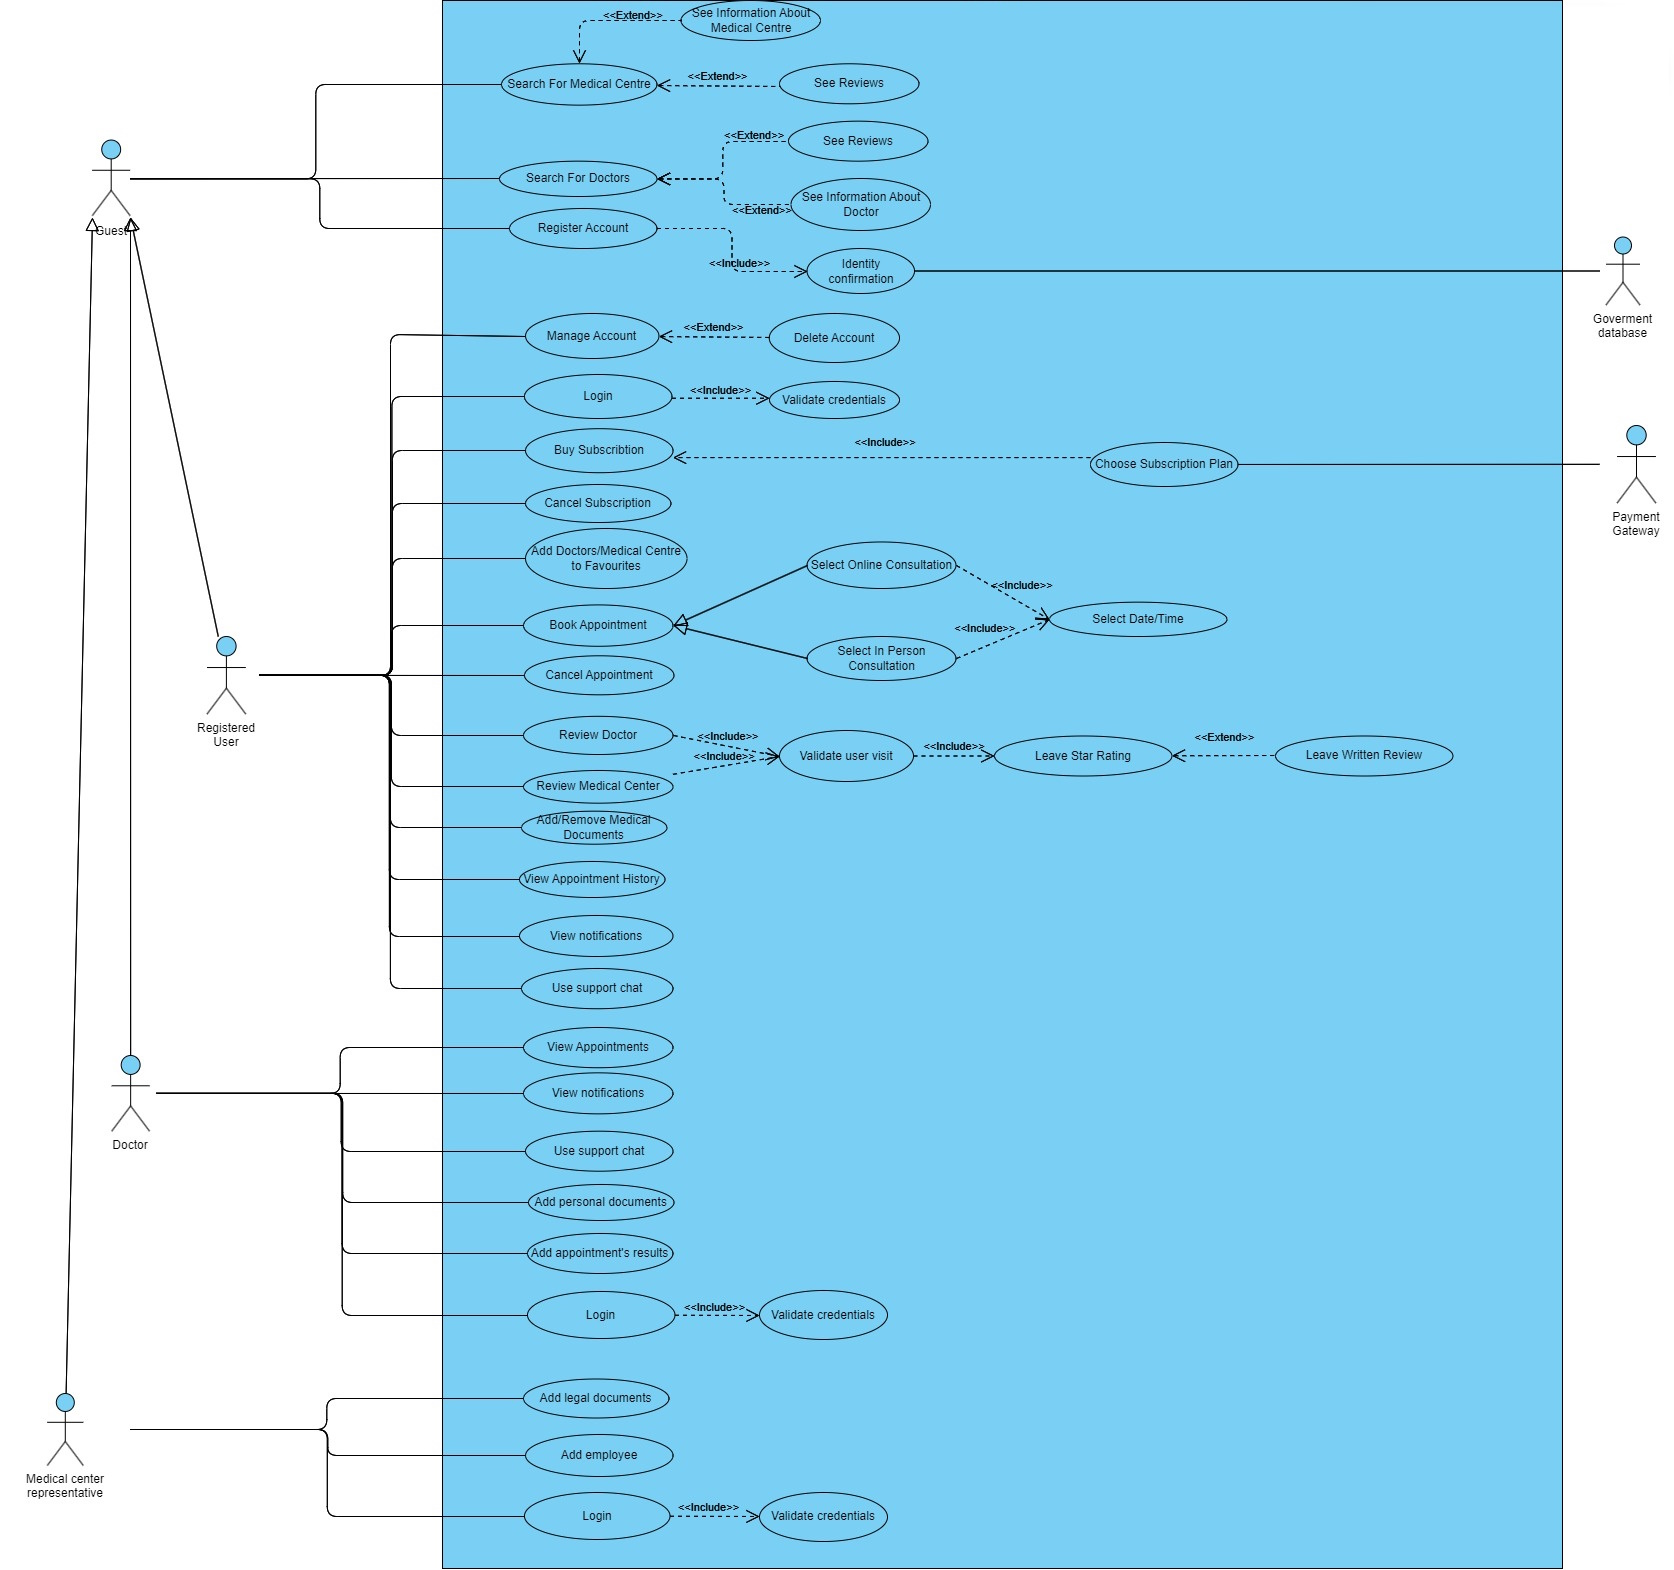 <<Extend>>
See Information About
Medical Centre
Search For Medical Centre
<<Extend>>
See Reviews
<<Extend>>
See Reviews
Search For Doctors
See Information About
Doctor
<<Extend>>
Guest
Register Account
<<Include>>
Identity
confirmation
Goverment
database
Manage Account
<<Extend>>
Delete Account
Login
<<Include>>
Validate credentials
Buy Subscribtion
<<Include>>
Choose Subscription Plan
Payment
Gateway
Cancel Subscription
Add Doctors/Medical Centre
to Favourites
Select Online Consultation
<<Include>>
Book Appointment
Select Date/Time
<<Include>>
Select In Person
Consultation
Cancel Appointment
Registered
User
Review Doctor
<<Include>>
<<Include>>
Validate user visit
<<Include>>
Leave Star Rating
<<Extend>>
Leave Written Review
Review Medical Center
Add/Remove Medical
Documents
View Appointment History
View notifications
Use support chat
View Appointments
View notifications
Doctor
Use support chat
Add personal documents
Add appointment's results
Login
<<Include>>
Validate credentials
Add legal documents
Add employee
Medical center
representative
Login
<<Include>>
Validate credentials